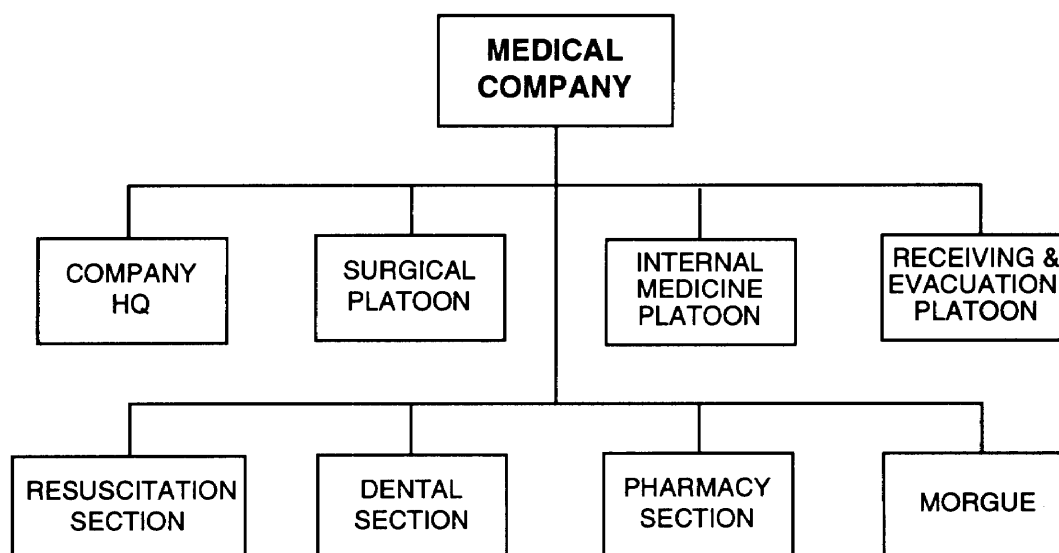 MEDICAL
COMPANY
COMPANY
HQ
SURGICAL
PLATOON
INTERNAL
MEDICINE
PLATOON
RECEIVING &
EVACUATION
PLATOON
RESUSCITATION
SECTION
DENTAL
SECTION
PHARMACY
SECTION
MORGUE